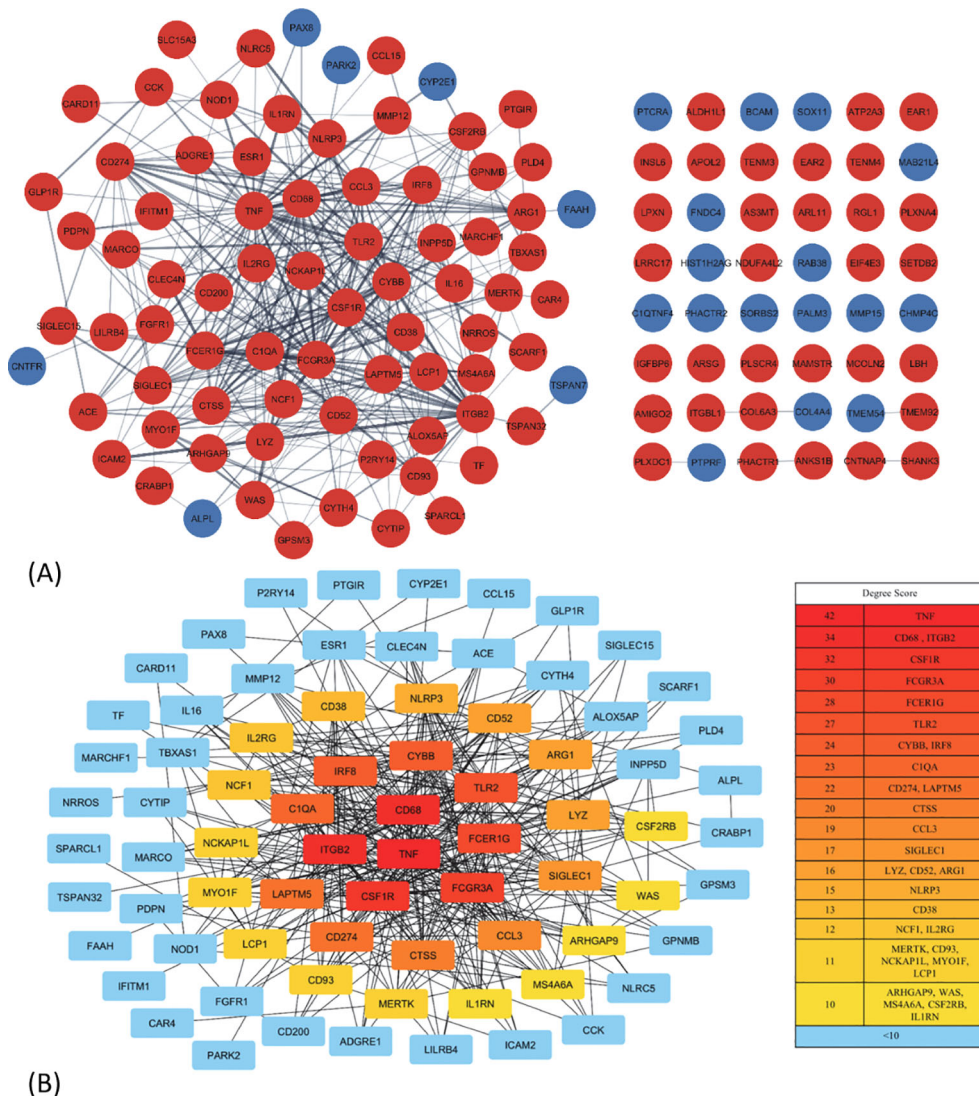 PAX8
SLC15A3
NLRC5
PARK2
CCL15
CYP2E1
CCK
NOD1
IL1RN
MMP12
PTGIR
CARD11
NLRP3
CSF2RB
CD274
ADGRE1
ESR1
PLD4
GLP1R
CD68
CCL3
IRF8
GPNMB
IFITM1
TNF
ARG1
FAAH
PDPN
MARCO
TLR2
INPP5D
MARCHF1
TBXAS1
IL2RG
NCKAP1L
CLEC4N
CD200
CYBB
IL16
MERTK
CAR4
CSF1R
SIGLEC15
LILRB4
FGFR1
CD38
NRROS
SCARF1
CNTFR
FCER1G
C1QA
FCGR3A
LAPTM5
LCP1
MS4A6A
SIGLEC1
TSPAN7
ACE
CTSS
NCF1
CD52
ITGB2
TSPAN32
MYO1F
LYZ
ALOX5AP
ICAM2
ARHGAP9
P2RY14
TF
CRABP1
WAS
CD93
ALPL
CYTH4
CYTIP
SPARCL1
GPSM3
PTCRA ALDH1L1 BCAM SOX11 ATP2A3 EAR1
INSL6 APOL2 TENM3 EAR2 TENM4 MAB21L4
LPXN FNDC4 AS3MT ARL11 RGL1 PLXNA4
LRRC17 HIST1H2AG NDUFA4L2 RAB38 EIF4E3 SETDB2
C1QTNF4 PHACTR2 SORBS2 PALM3 MMP15 CHMP4C
IGFBP6 ARSG PLSCR4 MAMSTR MCOLN2 LBH
AMIGO2 ITGBL1 COL6A3 COL4A4 TMEM54 TMEM92
PLXDC1 PTPRF PHACTR1 ANKS1B CNTNAP4 SHANK3
(A)
P2RY14 PTGIR CYP2E1 CCL15
GLP1R
PAX8 ESR1 CLEC4N ACE SIGLEC15
CARD11 MMP12 CYTH4
NLRP3 SCARF1
TF IL16 CD38 CD52 ALOX5AP
IL2RG PLD4
MARCHF1 TBXAS1 CYBB ARG1 INPP5D
IRF8
NCF1 TLR2 ALPL
NRROS CYTIP C1QA CD68 LYZ
CSF2RB
NCKAP1L FCER1G CRABP1
SPARCL1 MARCO ITGB2 TNF
SIGLEC1
MYO1F LAPTM5 CSF1R FCGR3A WAS GPSM3
TSPAN32
PDPN
LCP1 CD274 CCL3 ARHGAP9 GPNMB
FAAH NOD1
CTSS
IFITM1 CD93 MS4A6A NLRC5
FGFR1 MERTK IL1RN
CAR4 CD200 CCK
PARK2 ADGRE1 LILRB4 ICAM2
(B)
Degree Score
42 TNF
34 CD68 , ITGB2
32 CSF1R
30 FCGR3A
28 FCER1G
27 TLR2
24 CYBB, IRF8
23 C1QA
22 CD274, LAPTM5
20 CTSS
19 CCL3
17 SIGLEC1
16 LYZ, CD52, ARG1
15 NLRP3
13 CD38
12 NCF1, IL2RG
11 MERTK, CD93,
NCKAP1L, MYO1F,
LCP1
10 ARHGAP9, WAS,
MS4A6A, CSF2RB,
IL1RN
<10